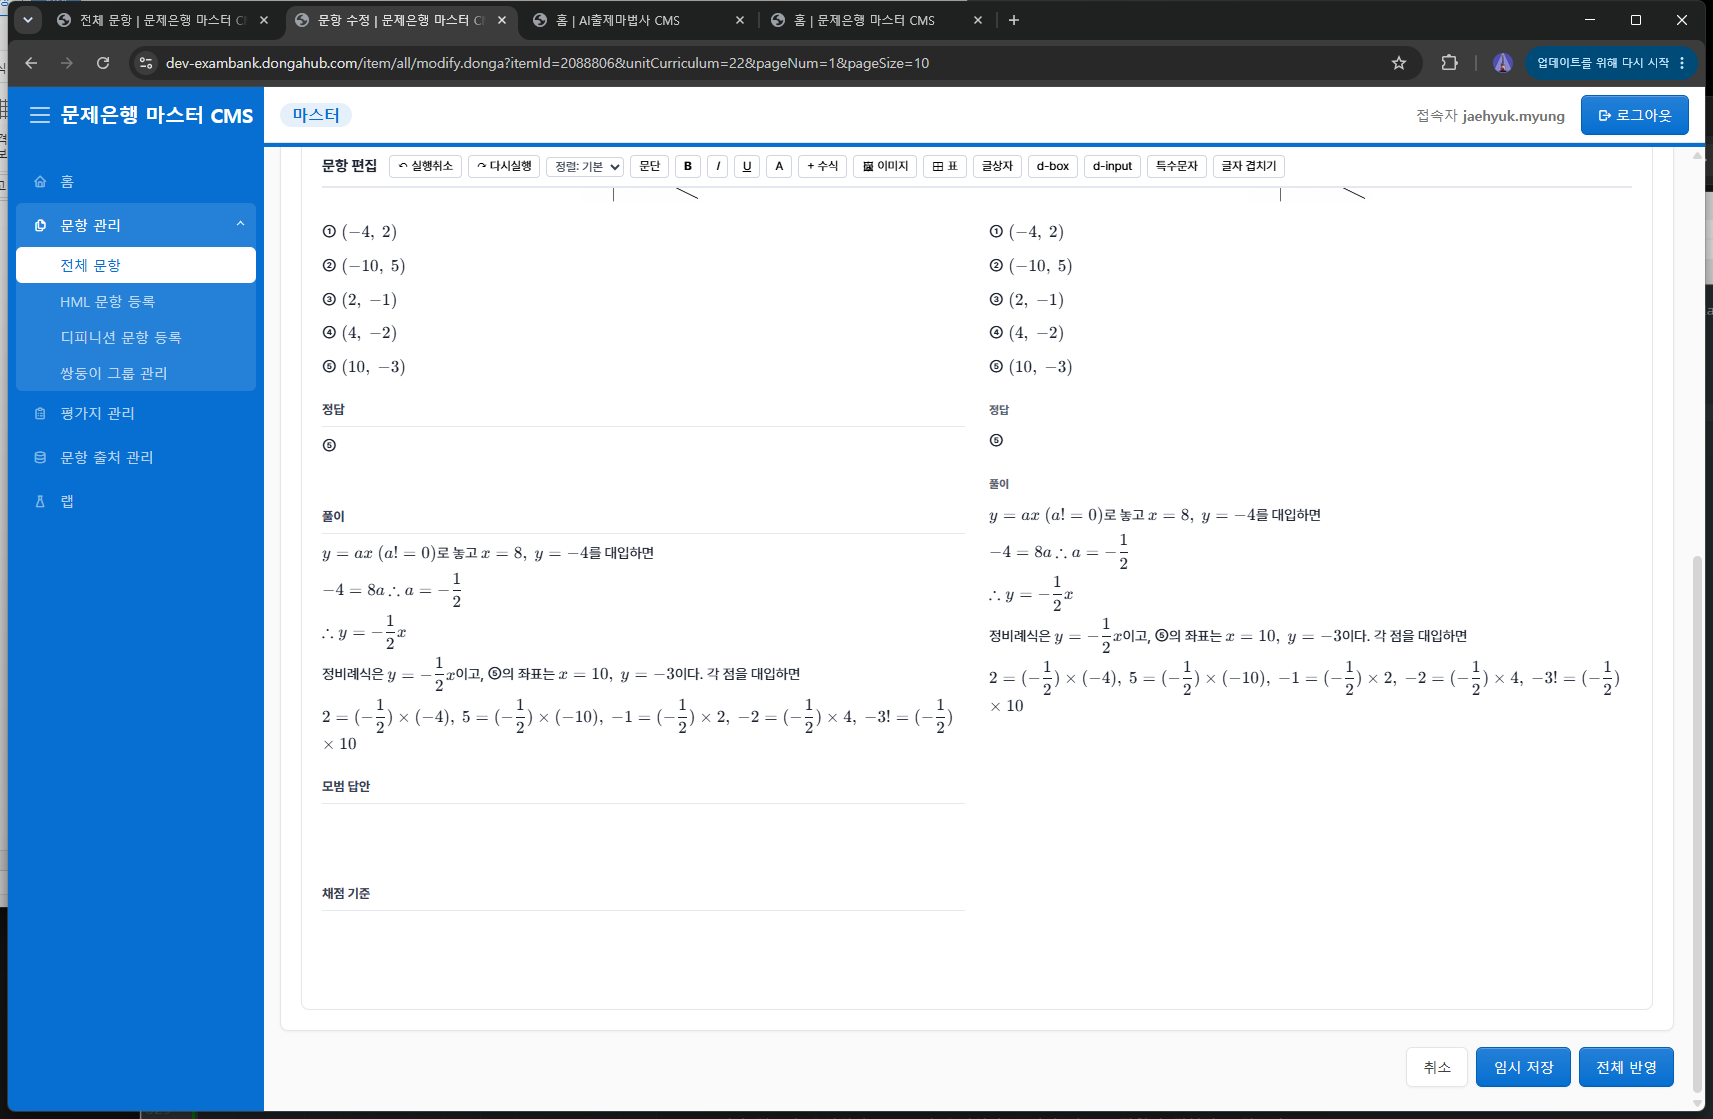 전체 문항 | 문제은행 마스터 C
문항 수정 | 문제은행 마스터 C
홈 | AI출제마법사 CMS
홈 | 문제은행 마스터 CMS
dev-exambank.dongahub.com/item/all/modify.donga?itemId=2088806&unitCurriculum=22&pageNum=1&pageSize=10
업데이트를 위해 다시 시작
문제은행 마스터 CMS
마스터
접속자 jaehyuk.myung
로그아웃
홈
문항 관리
전체 문항
HML 문항 등록
디피니션 문항 등록
쌍둥이 그룹 관리
평가지 관리
문항 출처 관리
랩
문항 편집 실행취소 다시실행 정렬: 기본 문단 B I U A + 수식 이미지 표 글상자 d-box d-input 특수문자 글자 겹치기
① (−4, 2)
② (−10, 5)
③ (2, −1)
④ (4, −2)
⑤ (10, −3)
정답
⑤
풀이
y = ax (a! = 0)로 놓고 x = 8, y = −4를 대입하면
−4 = 8a ∴ a = −1/2
∴ y = −1/2x
정비례식은 y = −1/2x이고, ⑤의 좌표는 x = 10, y = −3이다. 각 점을 대입하면
2 = (−1/2) × (−4), 5 = (−1/2) × (−10), −1 = (−1/2) × 2, −2 = (−1/2) × 4, −3! = (−1/2)
× 10
모범 답안
채점 기준
① (−4, 2)
② (−10, 5)
③ (2, −1)
④ (4, −2)
⑤ (10, −3)
정답
⑤
풀이
y = ax (a! = 0)로 놓고 x = 8, y = −4를 대입하면
−4 = 8a ∴ a = −1/2
∴ y = −1/2x
정비례식은 y = −1/2x이고, ⑤의 좌표는 x = 10, y = −3이다. 각 점을 대입하면
2 = (−1/2) × (−4), 5 = (−1/2) × (−10), −1 = (−1/2) × 2, −2 = (−1/2) × 4, −3! = (−1/2)
× 10
취소
임시 저장
전체 반영